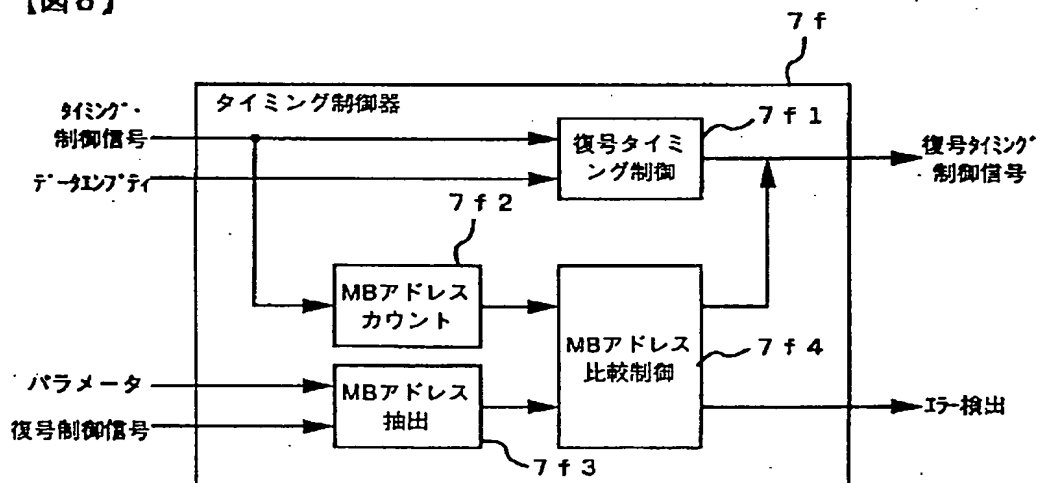 7f
タイミング制御器
タイミング・
制御信号
データエンプティ
復号タイミ
ング制御
7f1
復号タイミング
制御信号
7f2
MBアドレス
カウント
MBアドレス
比較制御
7f4
パラメータ
復号制御信号
MBアドレス
抽出
7f3
エラー検出